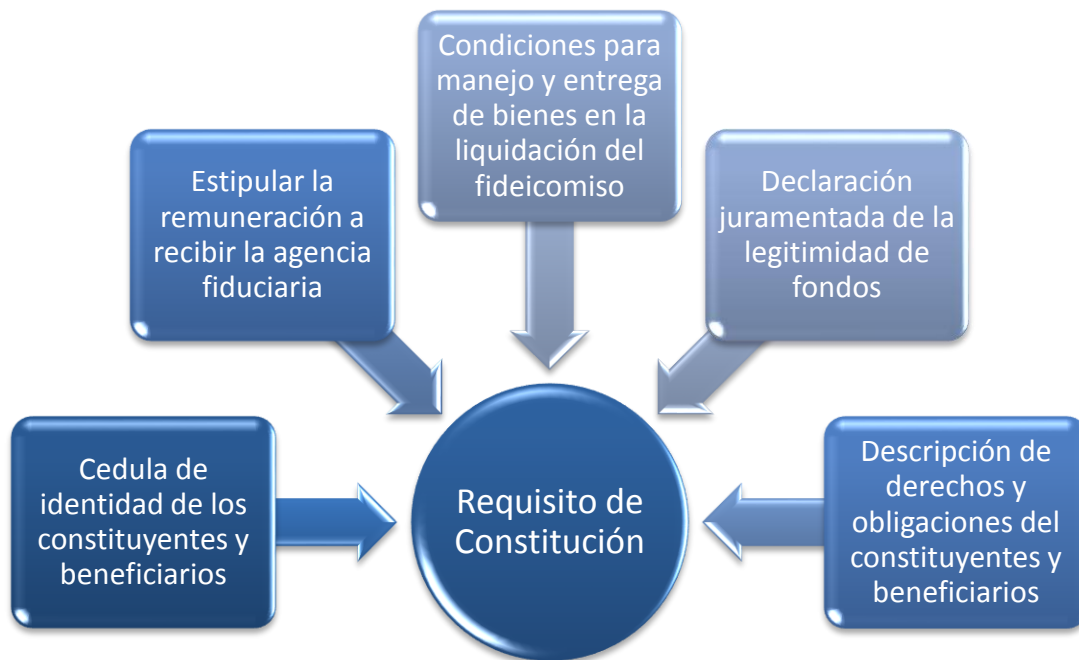 Condiciones para
manejo y entrega
de bienes en la
liquidación del
fideicomiso
Estipular la
remuneración a
recibir la agencia
fiduciaria
Declaración
juramentada de la
legitimidad de
fondos
Cedula de
identidad de los
constituyentes y
beneficiarios
Requisito de
Constitución
Descripción de
derechos y
obligaciones del
constituyentes y
beneficiarios